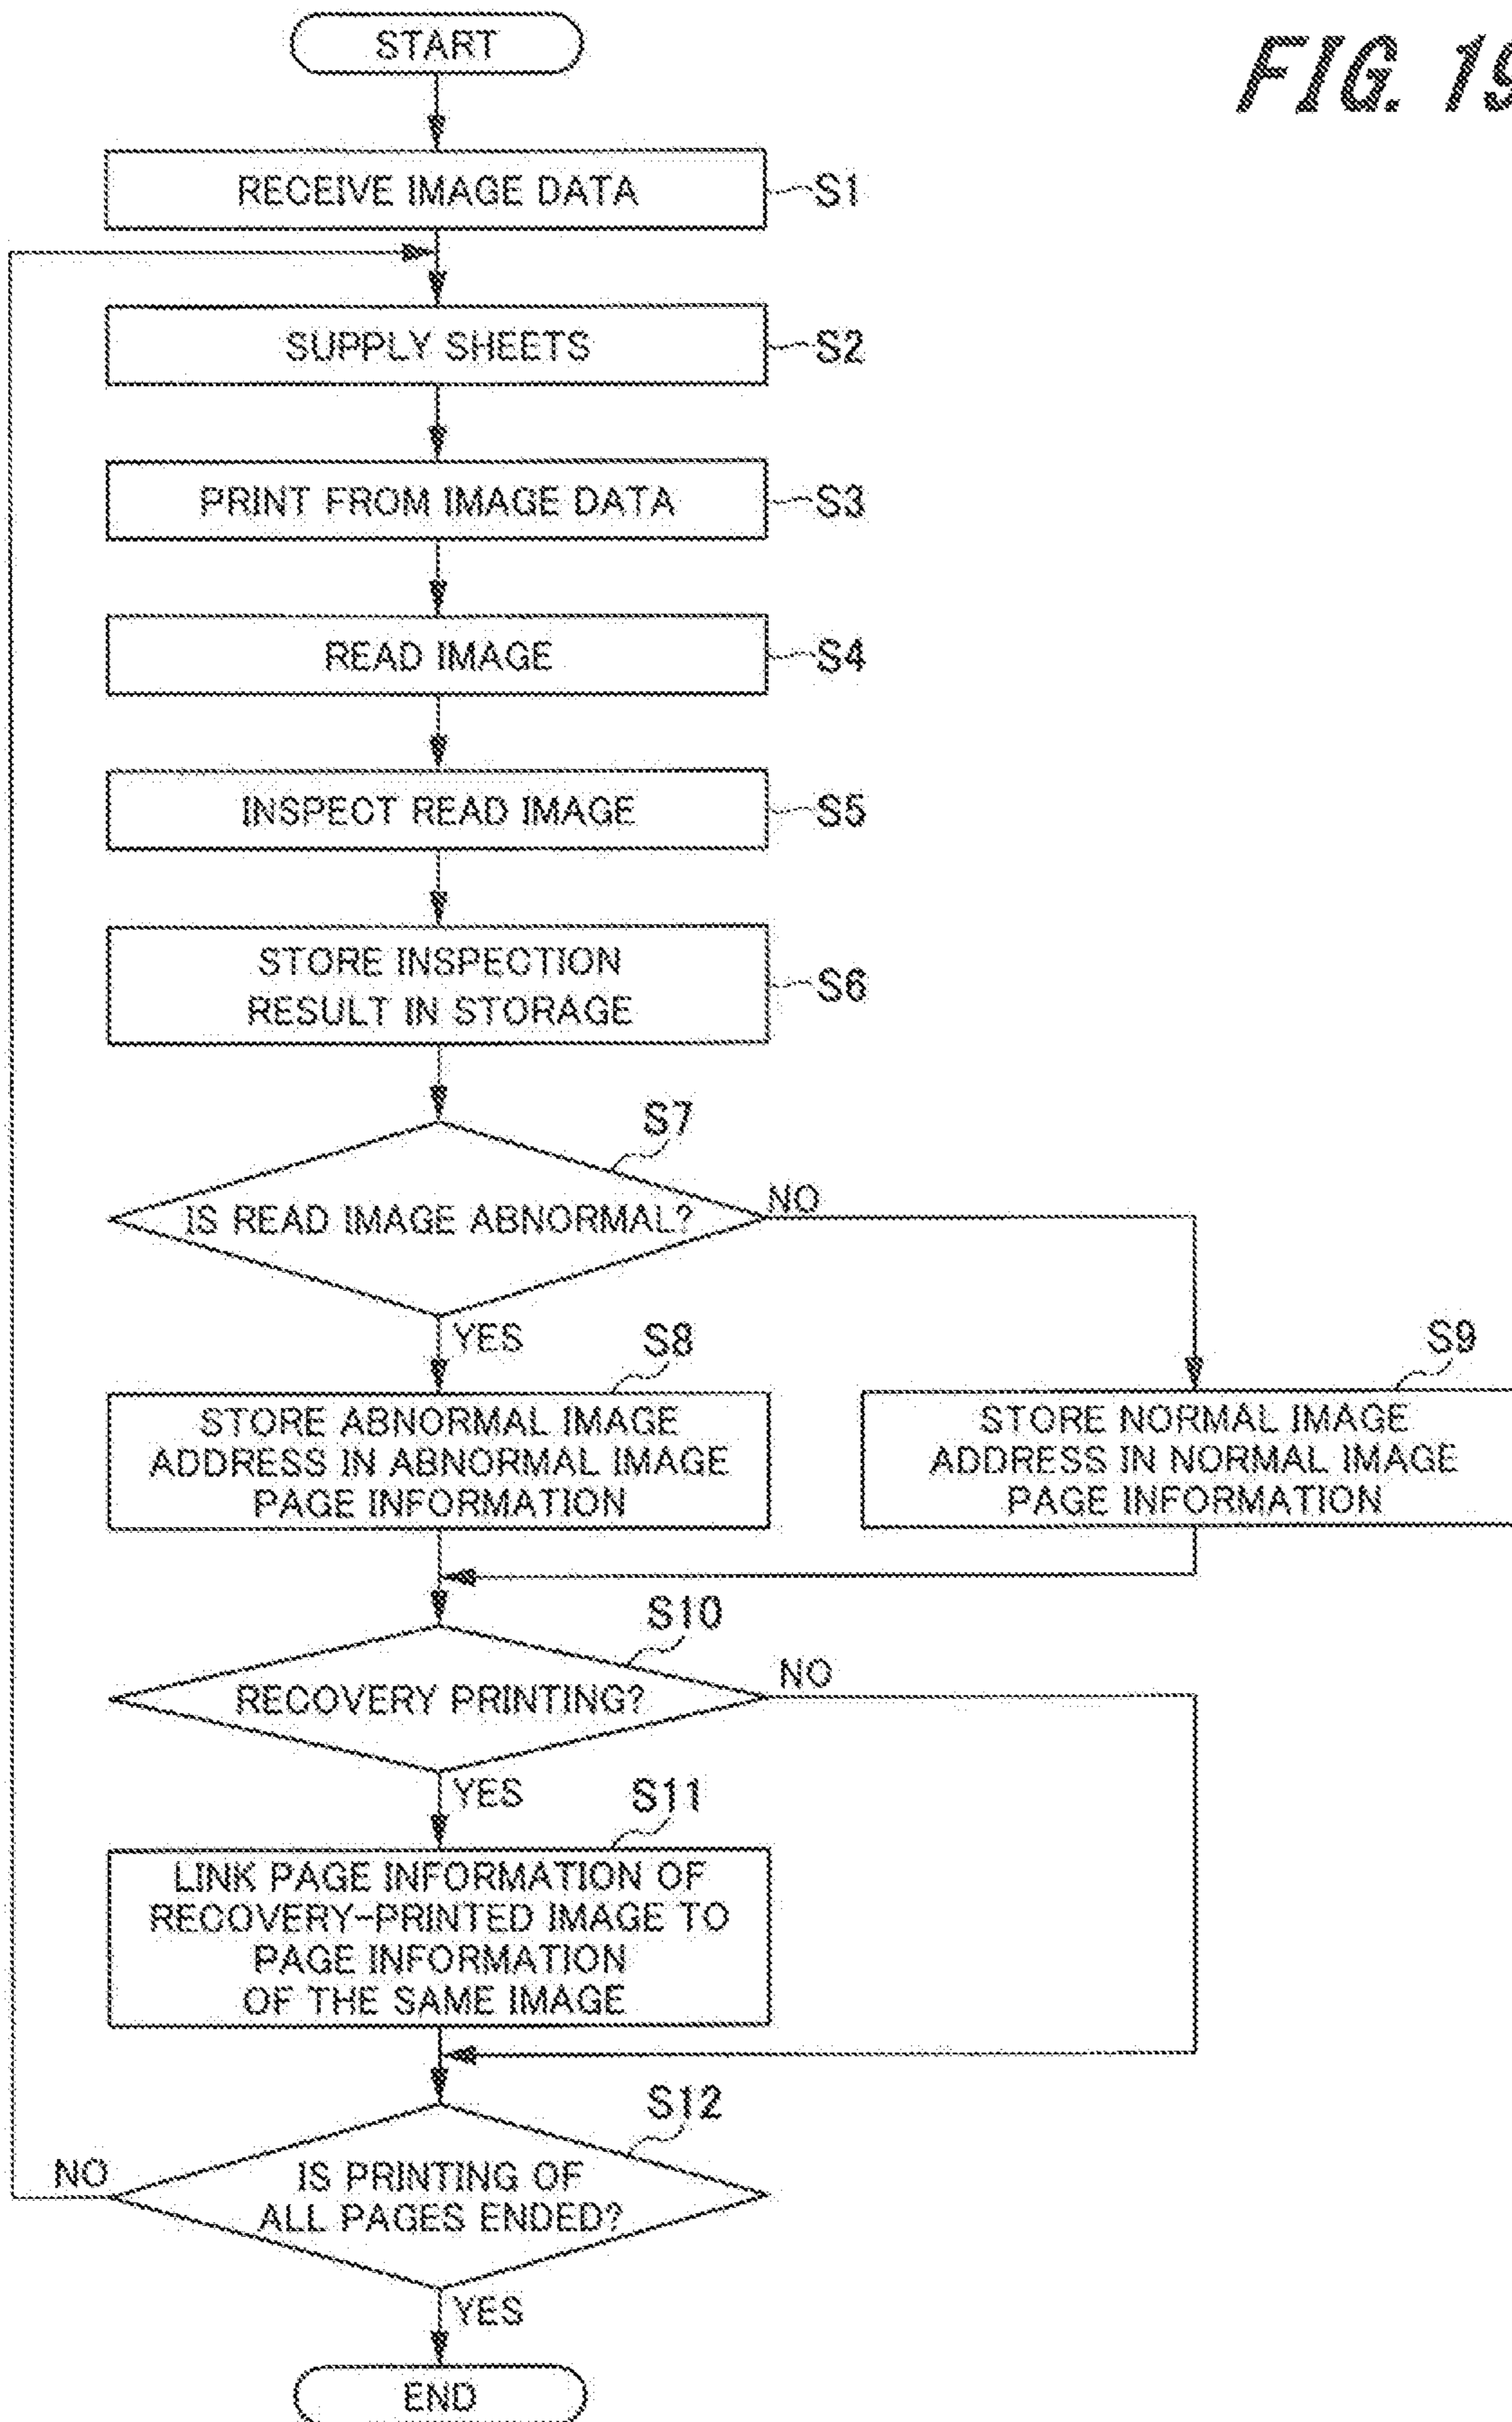 START
FIG. 19
RECEIVE IMAGE DATA
S1
SUPPLY SHEETS
S2
PRINT FROM IMAGE DATA
S3
READ IMAGE
S4
INSPECT READ IMAGE
S5
STORE INSPECTION
RESULT IN STORAGE
S6
S7
IS READ IMAGE ABNORMAL?
NO
YES
S8
S9
STORE ABNORMAL IMAGE
ADDRESS IN ABNORMAL IMAGE
PAGE INFORMATION
STORE NORMAL IMAGE
ADDRESS IN NORMAL IMAGE
PAGE INFORMATION
S10
RECOVERY PRINTING?
NO
YES
S11
LINK PAGE INFORMATION OF
RECOVERY-PRINTED IMAGE TO
PAGE INFORMATION
OF THE SAME IMAGE
S12
NO
IS PRINTING OF
ALL PAGES ENDED?
YES
END